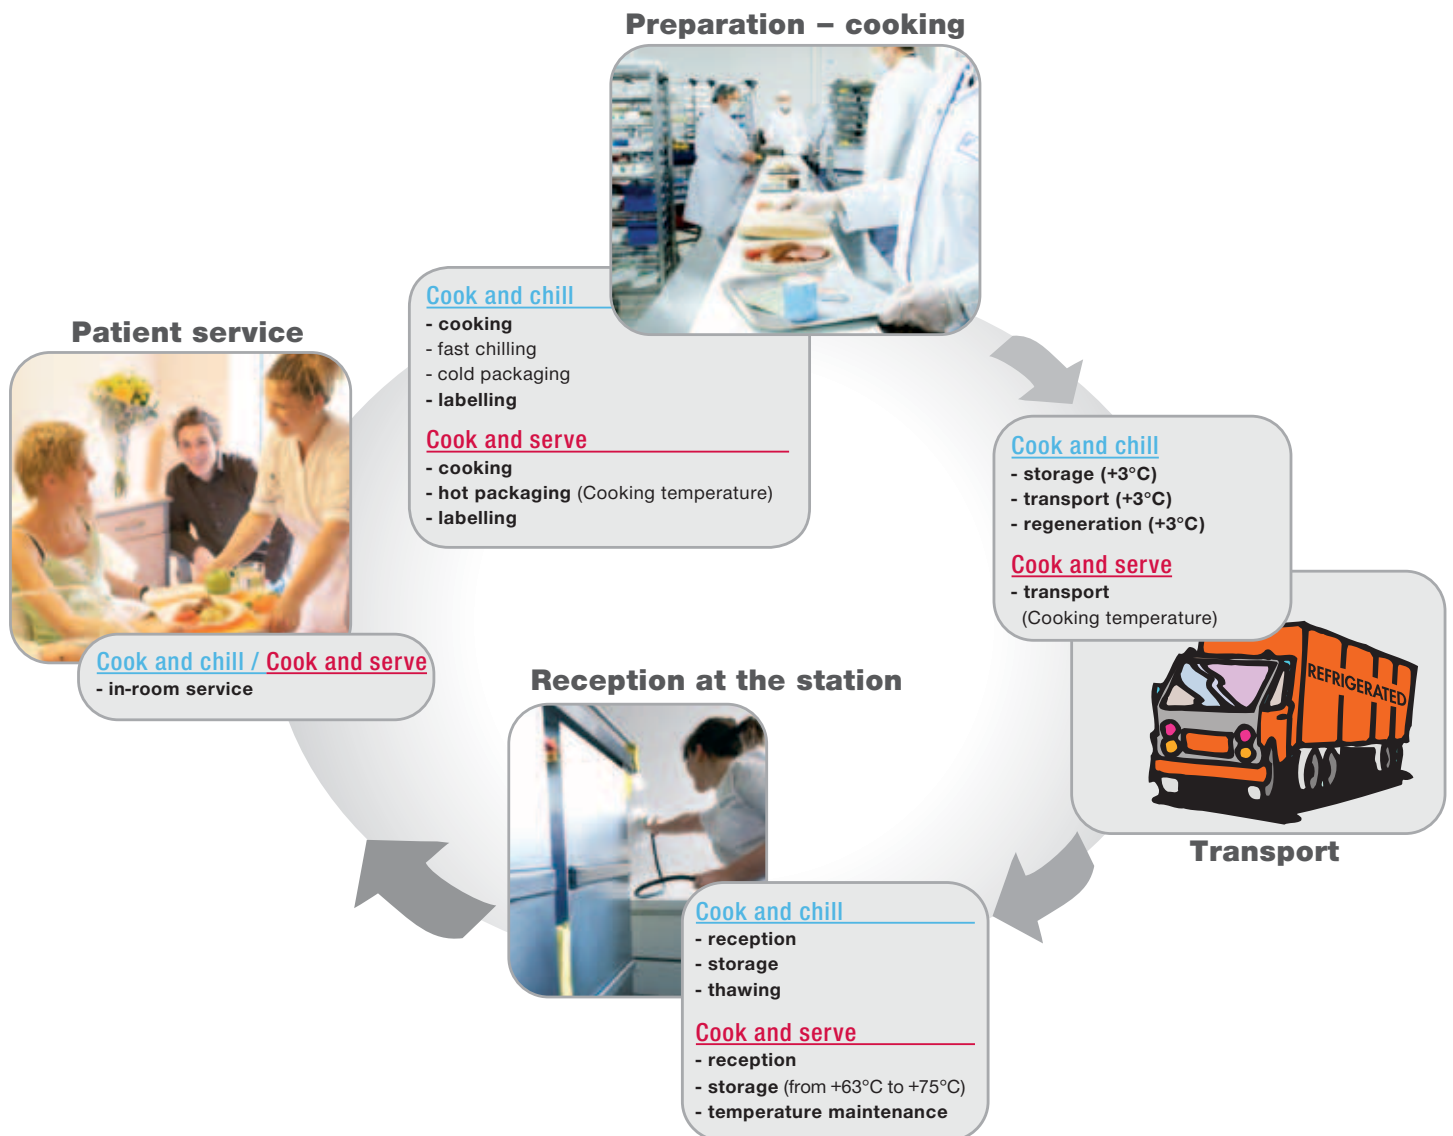 Preparation – cooking
Cook and chill
- cooking
- fast chilling
- cold packaging
- labelling
Cook and serve
- cooking
- hot packaging (Cooking temperature)
- labelling
Patient service
Cook and chill / Cook and serve
- in-room service
Cook and chill
- storage (+3°C)
- transport (+3°C)
- regeneration (+3°C)
Cook and serve
- transport
(Cooking temperature)
REFRIGERATED
Transport
Reception at the station
Cook and chill
- reception
- storage
- thawing
Cook and serve
- reception
- storage (from +63°C to +75°C)
- temperature maintenance